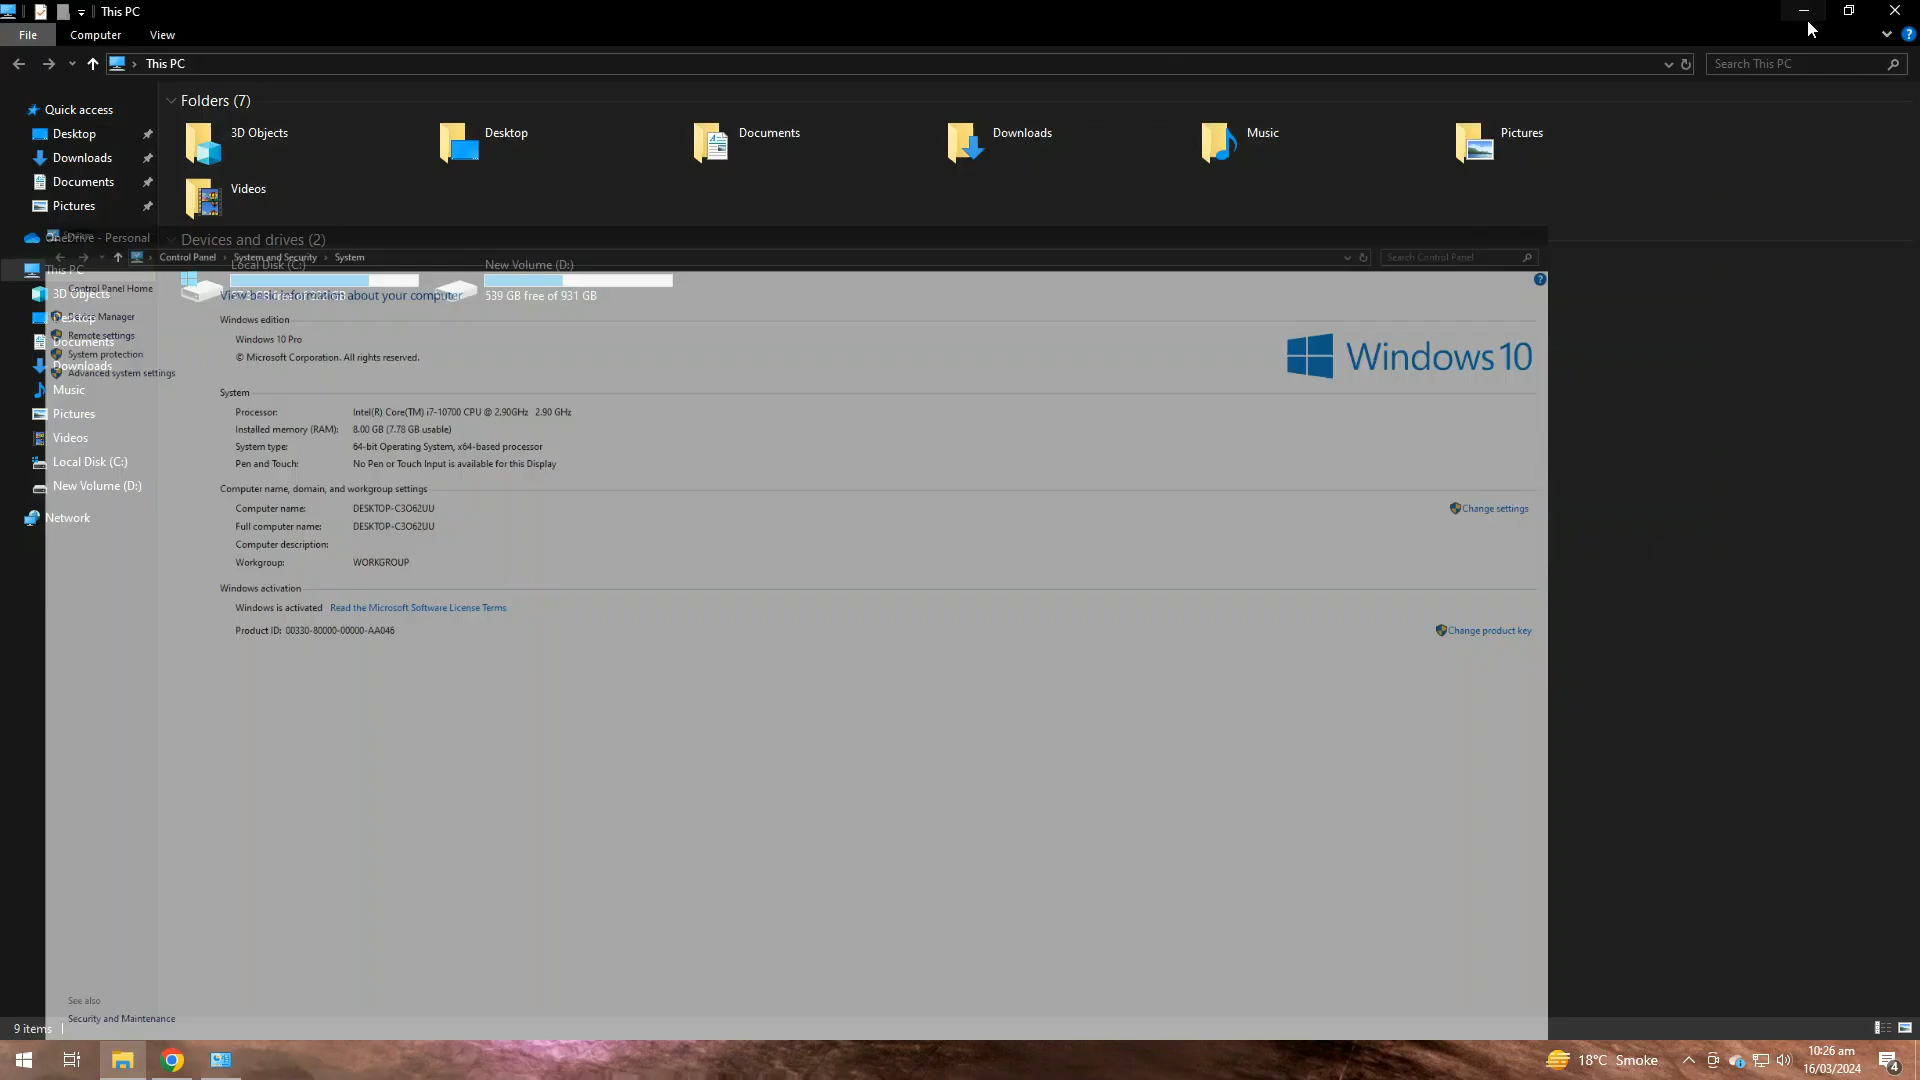 This PC
File Computer View
This PC
Search This PC
Quick access
Desktop
Downloads
Documents
Pictures
OneDrive - Personal
This PC
3D Objects
Desktop
Documents
Downloads
Music
Pictures
Videos
Local Disk (C:)
New Volume (D:)
Network
Folders (7)
3D Objects
Desktop
Documents
Downloads
Music
Pictures
Videos
Devices and drives (2)
Local Disk (C:)
New Volume (D:)
539 GB free of 931 GB
Control Panel System and Security System
Search Control Panel
Control Panel Home
Device Manager
Remote settings
System protection
Advanced system settings
View basic information about your computer
Windows edition
Windows 10 Pro
© Microsoft Corporation. All rights reserved.
Windows 10
System
Processor: Intel(R) Core(TM) i7-10700 CPU @ 2.90GHz 2.90 GHz
Installed memory (RAM): 8.00 GB (7.78 GB usable)
System type: 64-bit Operating System, x64-based processor
Pen and Touch: No Pen or Touch Input is available for this Display
Computer name, domain, and workgroup settings
Computer name: DESKTOP-C3O62UU
Change settings
Full computer name: DESKTOP-C3O62UU
Computer description:
Workgroup: WORKGROUP
Windows activation
Windows is activated Read the Microsoft Software License Terms
Product ID: 00330-80000-00000-AA046
Change product key
See also
Security and Maintenance
9 items
18°C Smoke
10:26 am
16/03/2024
4